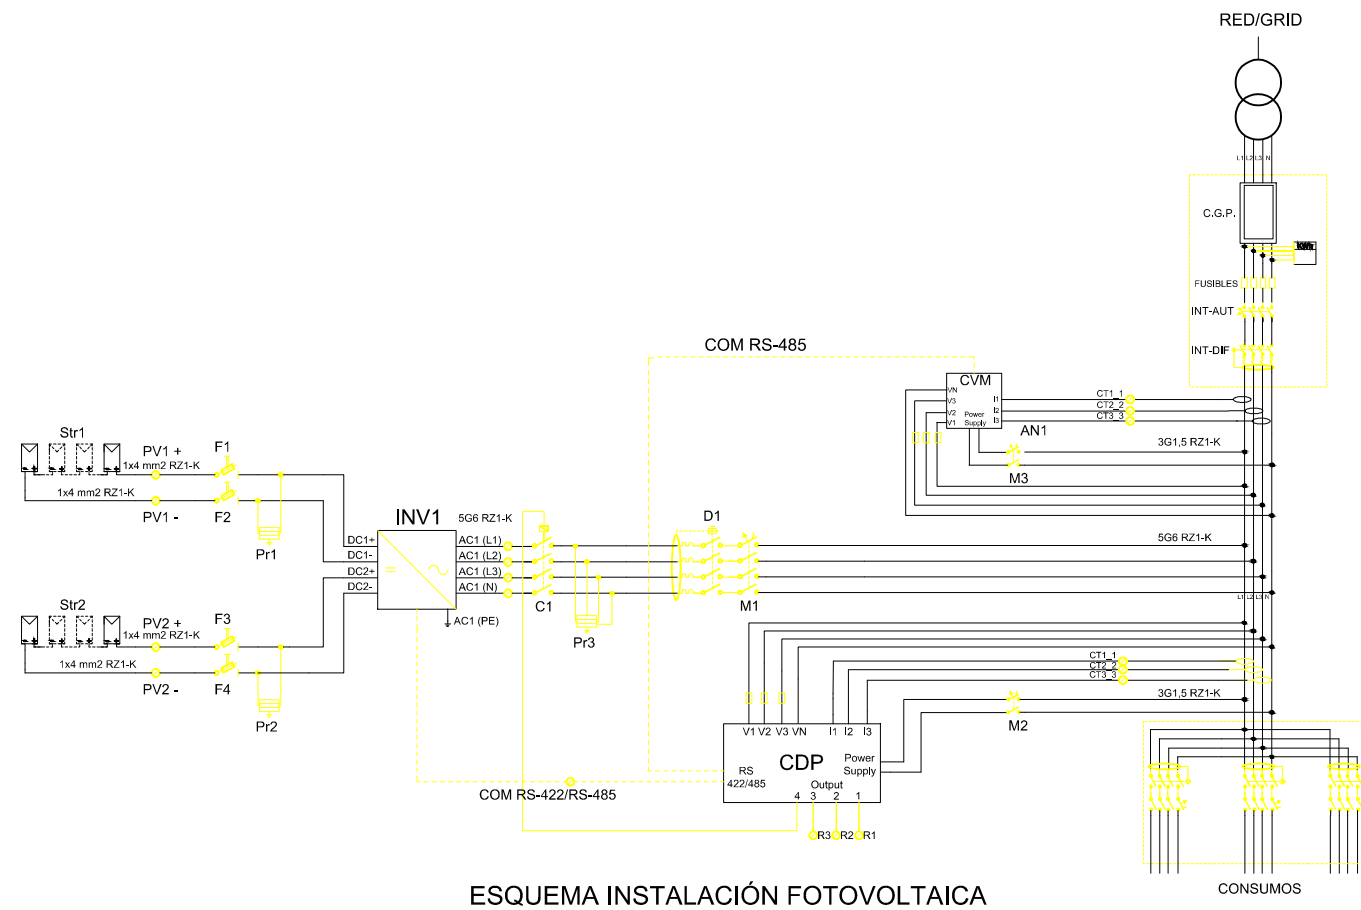 RED/GRID
L1 L2 L3 N
C.G.P.
FUSIBLES
INT-AUT
INT-DIF
COM RS-485
CVM
VN
V3
V2
V1
I1
I2
I3
Power
Supply
AN1
CT1_1
CT2_2
CT3_3
3G1,5 RZ1-K
M3
Str1
PV1 +
1x4 mm2 RZ1-K
F1
1x4 mm2 RZ1-K
PV1 -
F2
Pr1
INV1
5G6 RZ1-K
DC1+
DC1-
DC2+
DC2-
AC1 (L1)
AC1 (L2)
AC1 (L3)
AC1 (N)
AC1 (PE)
C1
Pr3
D1
M1
5G6 RZ1-K
L1 L2 L3 N
Str2
PV2 +
1x4 mm2 RZ1-K
F3
1x4 mm2 RZ1-K
PV2 -
F4
Pr2
CT1_1
CT2_2
CT3_3
3G1,5 RZ1-K
M2
V1 V2 V3 VN I1 I2 I3
CDP
Power
Supply
RS
422/485
Output
4 3 2 1
R3 R2 R1
COM RS-422/RS-485
CONSUMOS
ESQUEMA INSTALACIÓN FOTOVOLTAICA